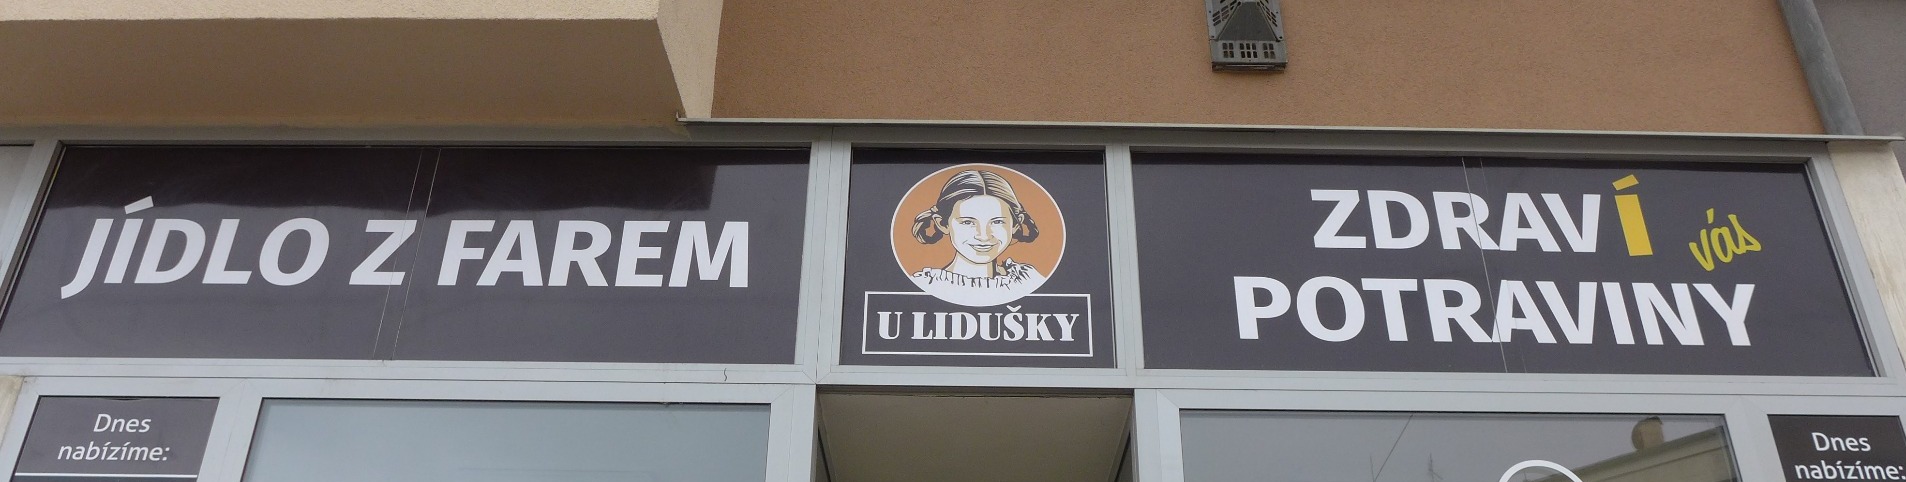 JÍDLO Z FAREM
U LIDUŠKY
ZDRAVÍ vás
POTRAVINY
Dnes
nabízíme:
Dnes
nabízíme: